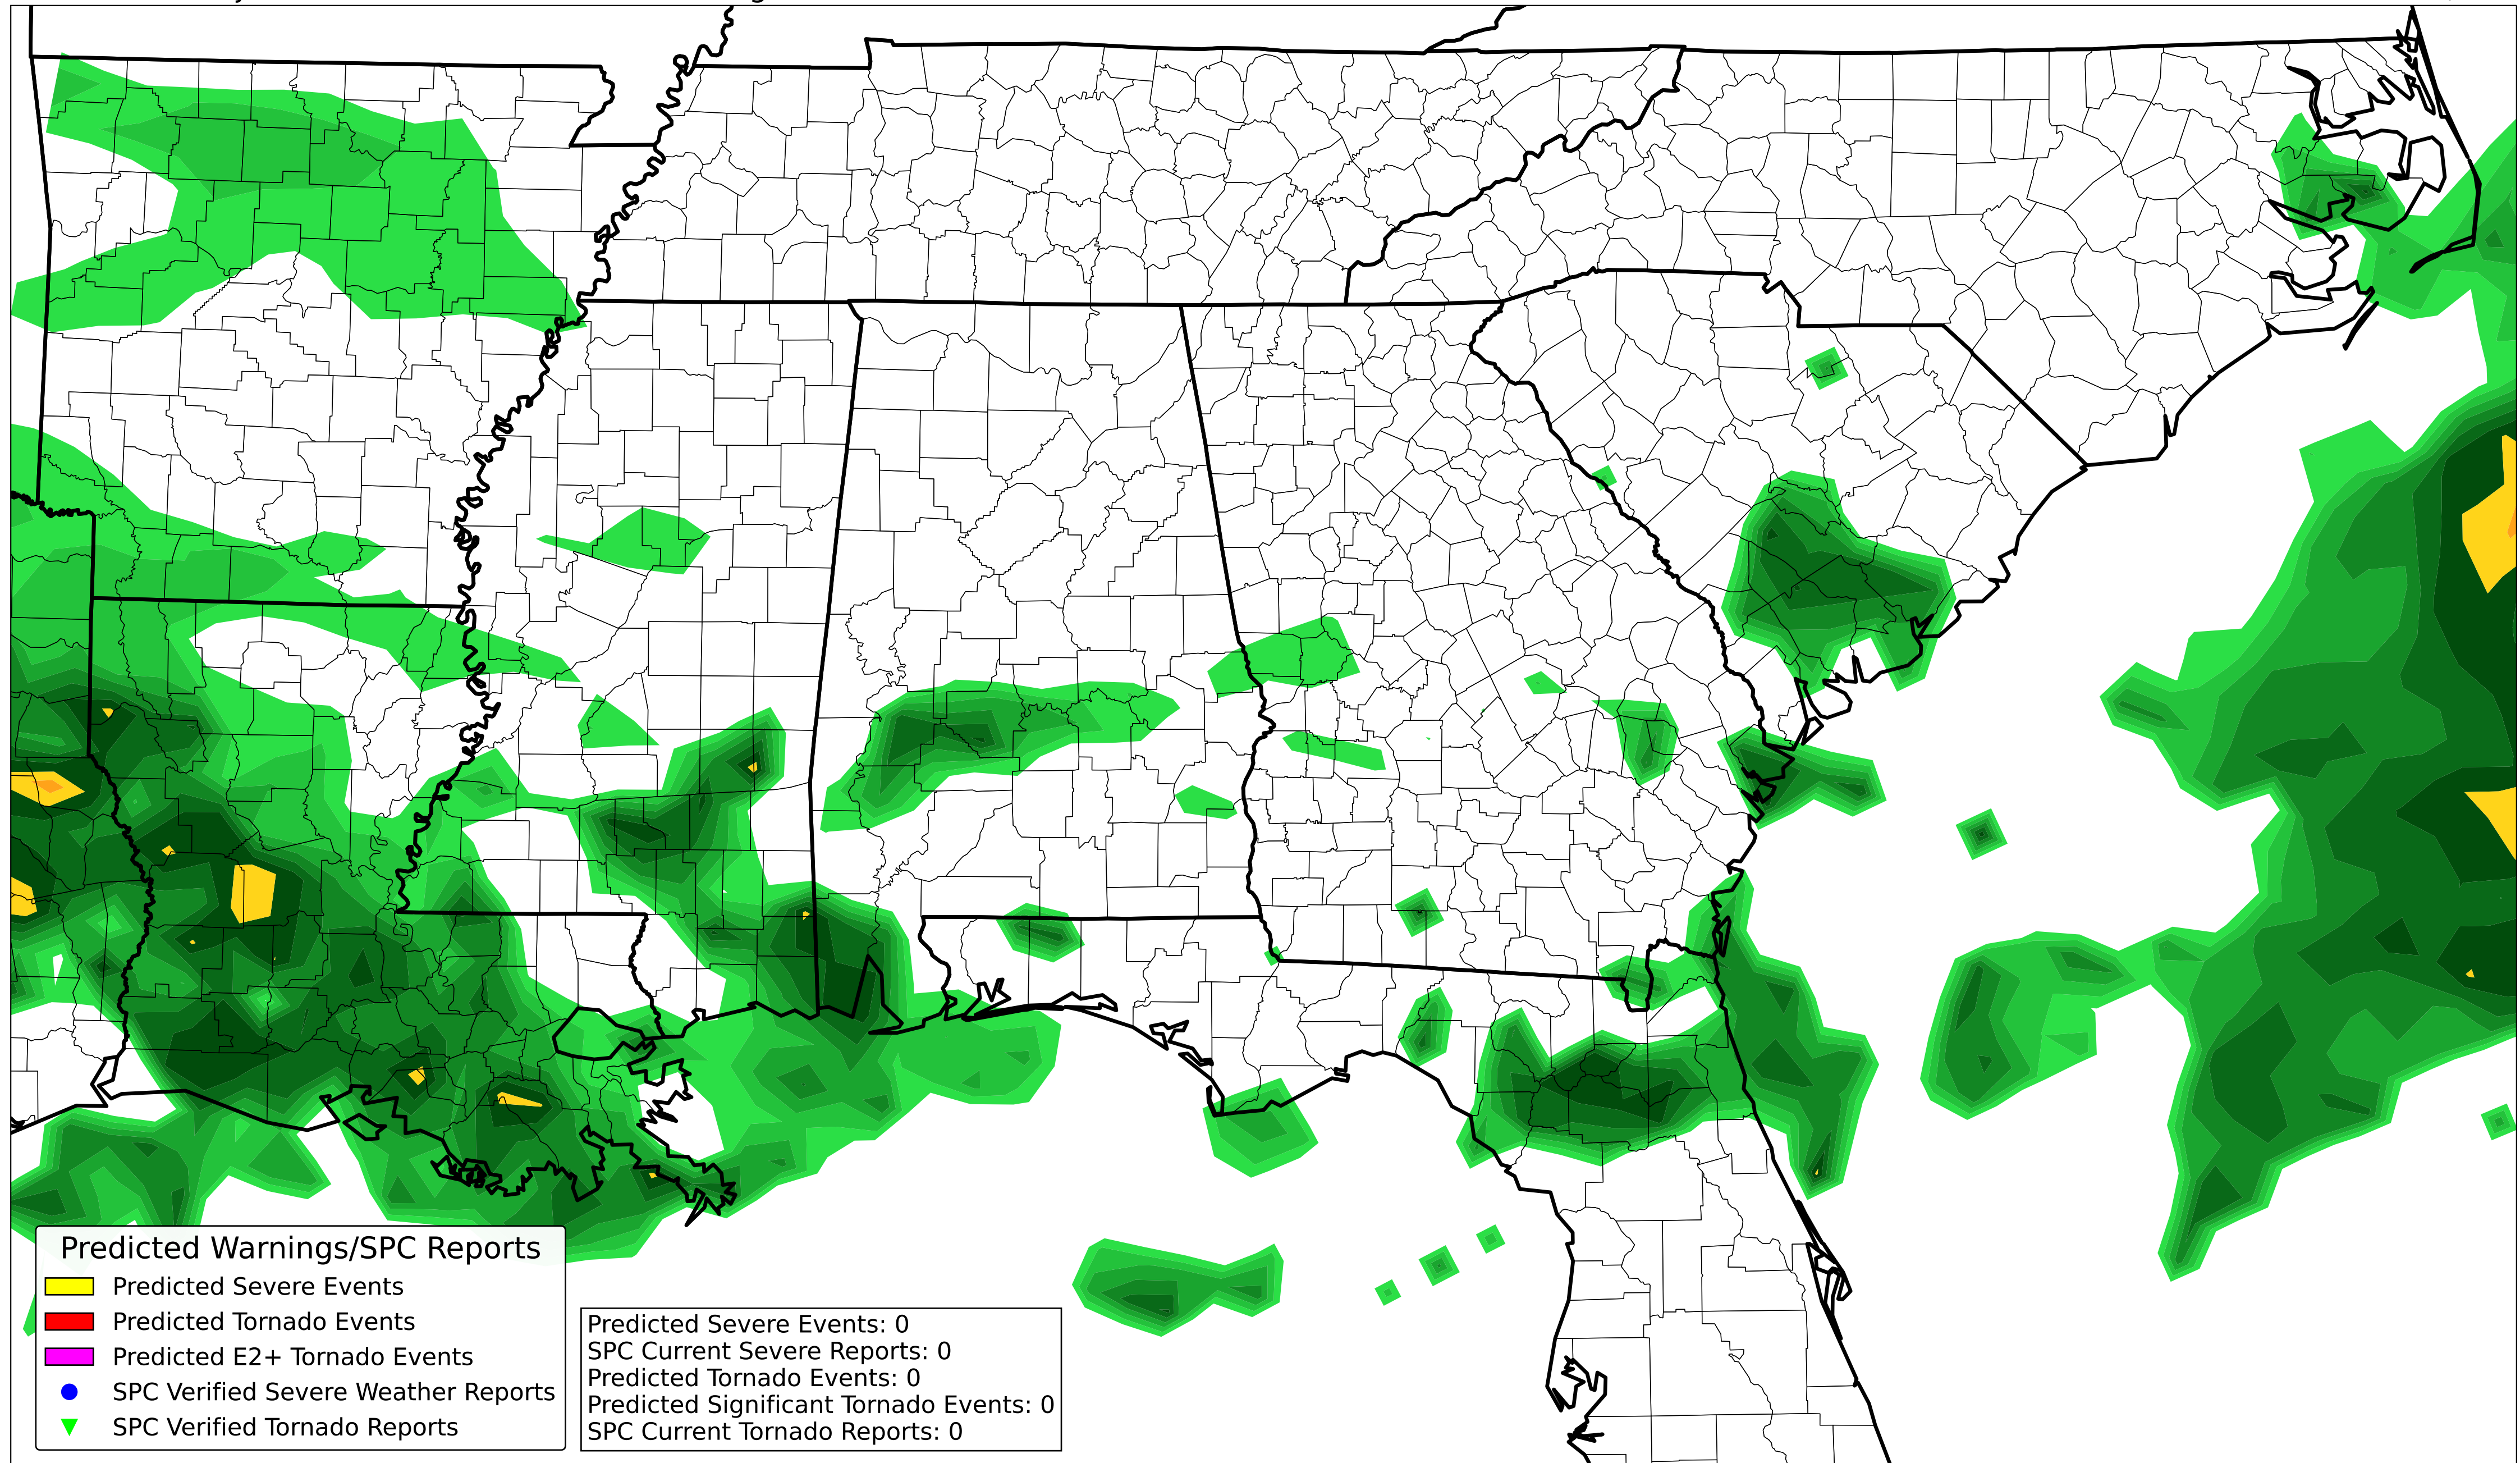 Predicted Warnings/SPC Reports
Predicted Severe Events
Predicted Tornado Events
Predicted E2+ Tornado Events
SPC Verified Severe Weather Reports
SPC Verified Tornado Reports
Predicted Severe Events: 0
SPC Current Severe Reports: 0
Predicted Tornado Events: 0
Predicted Significant Tornado Events: 0
SPC Current Tornado Reports: 0